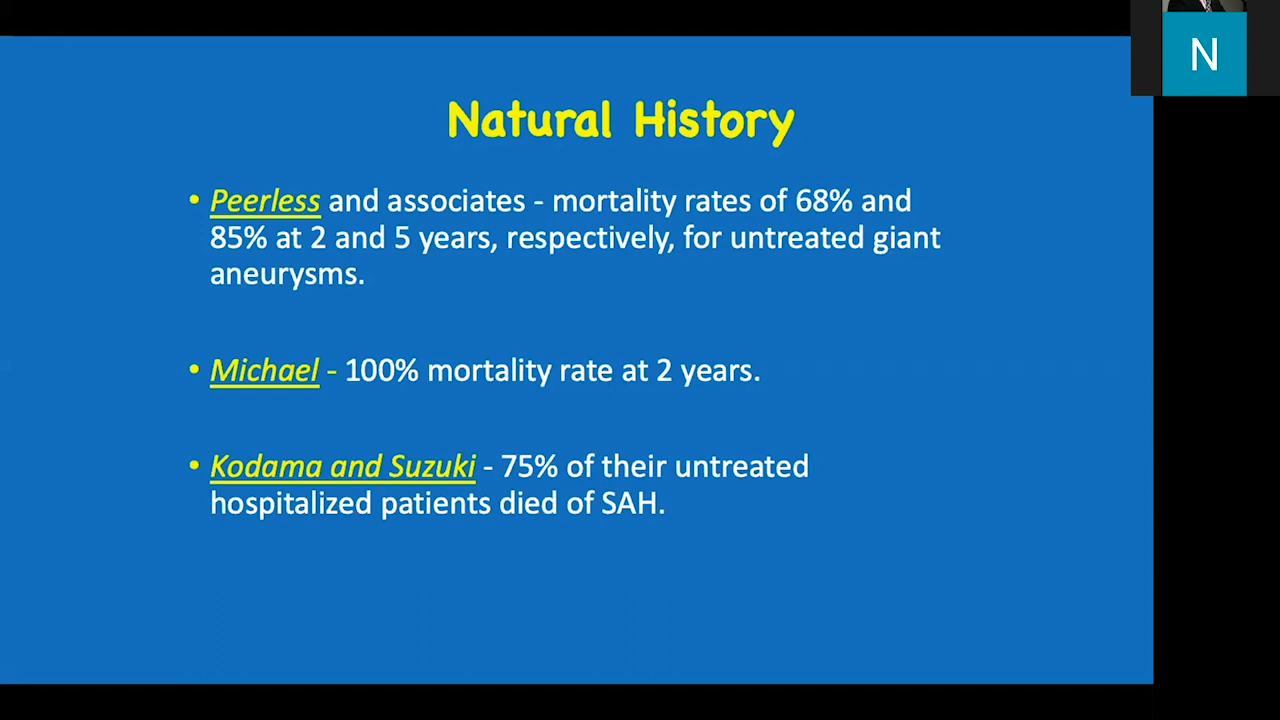 N
Natural History
• Peerless and associates - mortality rates of 68% and
85% at 2 and 5 years, respectively, for untreated giant
aneurysms.
• Michael - 100% mortality rate at 2 years.
• Kodama and Suzuki - 75% of their untreated
hospitalized patients died of SAH.